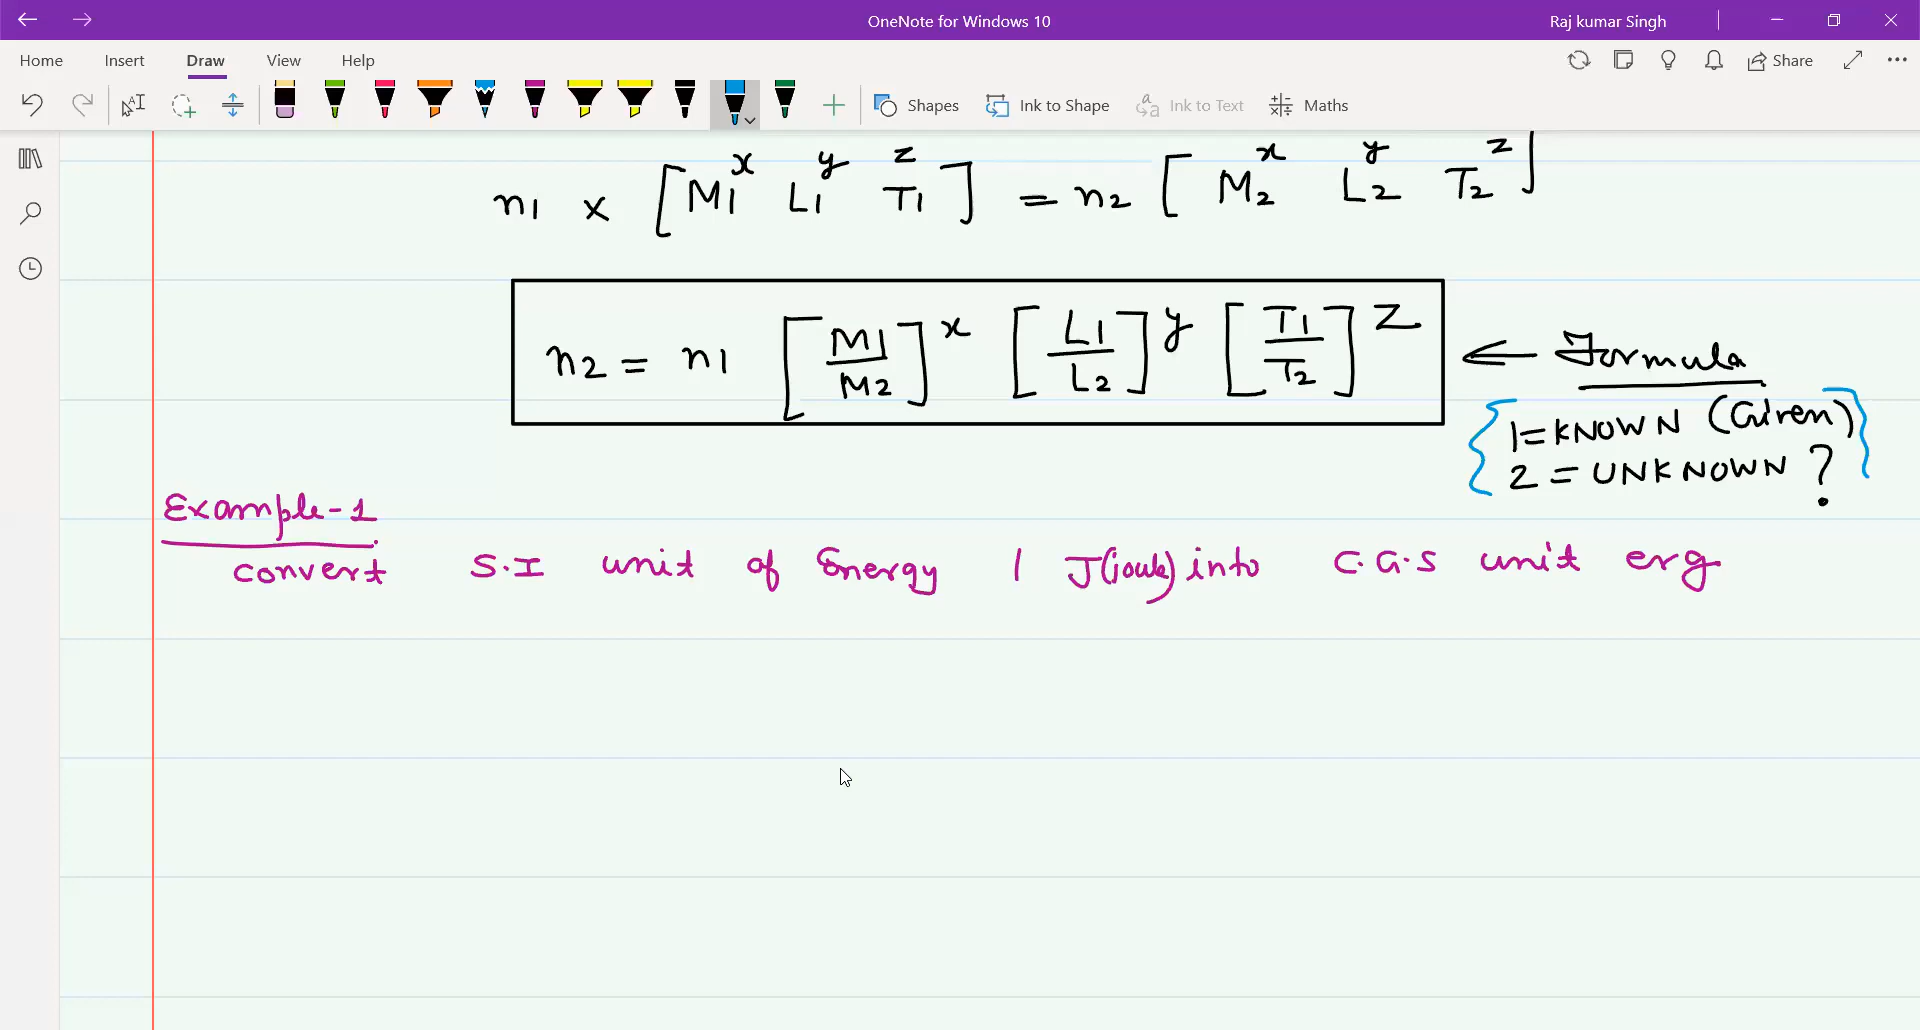 OneNote for Windows 10
Raj kumar Singh
Home Insert Draw View Help
Share
Shapes Ink to Shape Ink to Text Maths
n1 × [M1^x L1^y T1^z] = n2 [M2^x L2^y T2^z]
n2 = n1 [M1/M2]^x [L1/L2]^y [T1/T2]^z ← Formula
{1=KNOWN (Given)
2 = UNKNOWN ?}
Example-1
convert S.I unit of Energy 1 J(joule) into C.G.S unit erg.